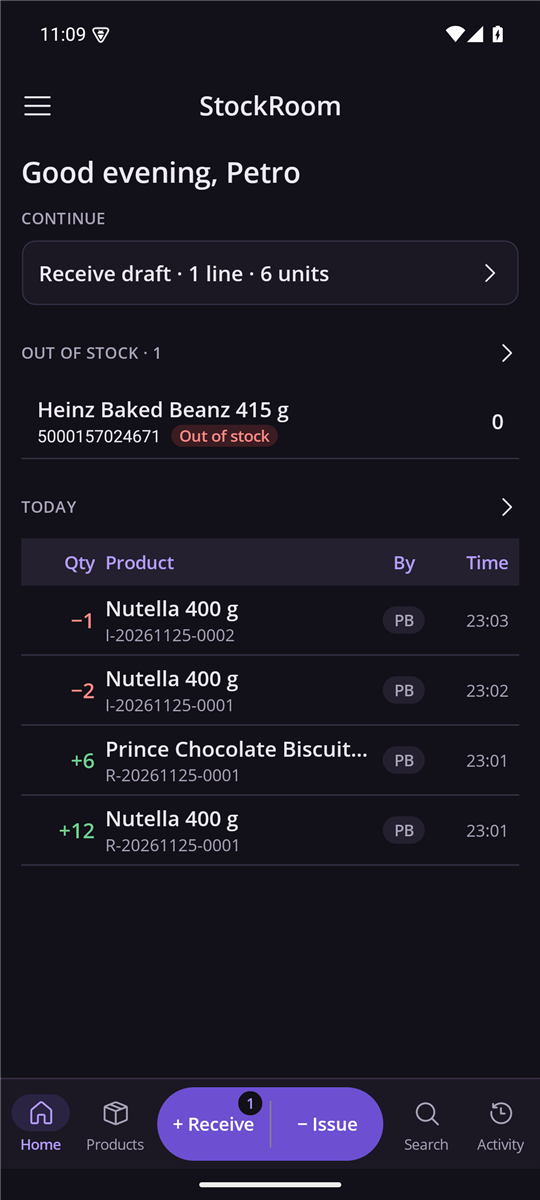 11:09
StockRoom
Good evening, Petro
CONTINUE
Receive draft · 1 line · 6 units
OUT OF STOCK · 1
Heinz Baked Beanz 415 g
5000157024671 Out of stock
0
TODAY
Qty Product By Time
−1 Nutella 400 g PB 23:03
I-20261125-0002
−2 Nutella 400 g PB 23:02
I-20261125-0001
+6 Prince Chocolate Biscuit... PB 23:01
R-20261125-0001
+12 Nutella 400 g PB 23:01
R-20261125-0001
1
+ Receive − Issue
Home Products Search Activity